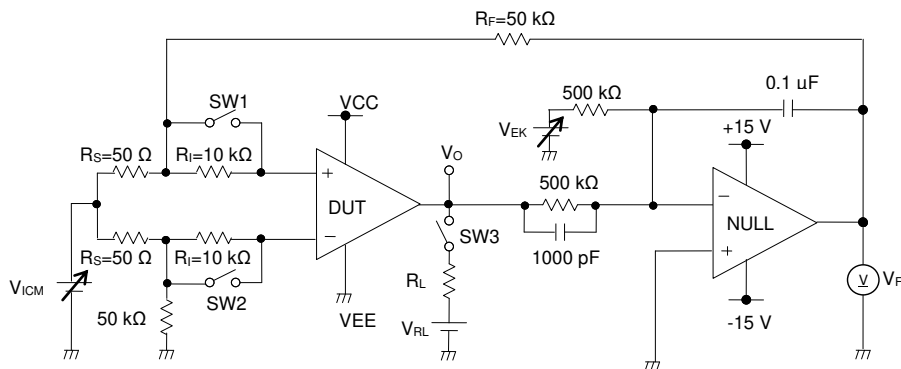 RF=50 kΩ
0.1 uF
500 kΩ
SW1
VCC
VEK
+15 V
RS=50 Ω
RI=10 kΩ
VO
+
500 kΩ
−
DUT
NULL
−
SW3
+
RS=50 Ω
RI=10 kΩ
1000 pF
V
VF
VICM
SW2
RL
50 kΩ
VEE
-15 V
VRL